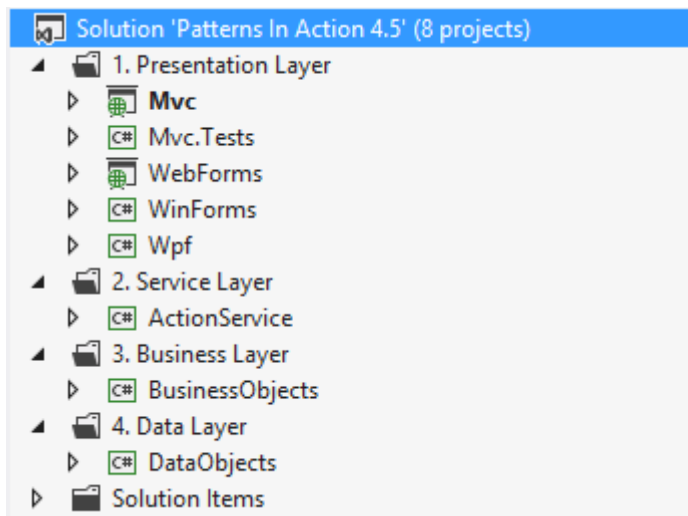 Solution 'Patterns In Action 4.5' (8 projects)
1. Presentation Layer
Mvc
C# Mvc.Tests
WebForms
C# WinForms
C# Wpf
2. Service Layer
C# ActionService
3. Business Layer
C# BusinessObjects
4. Data Layer
C# DataObjects
Solution Items